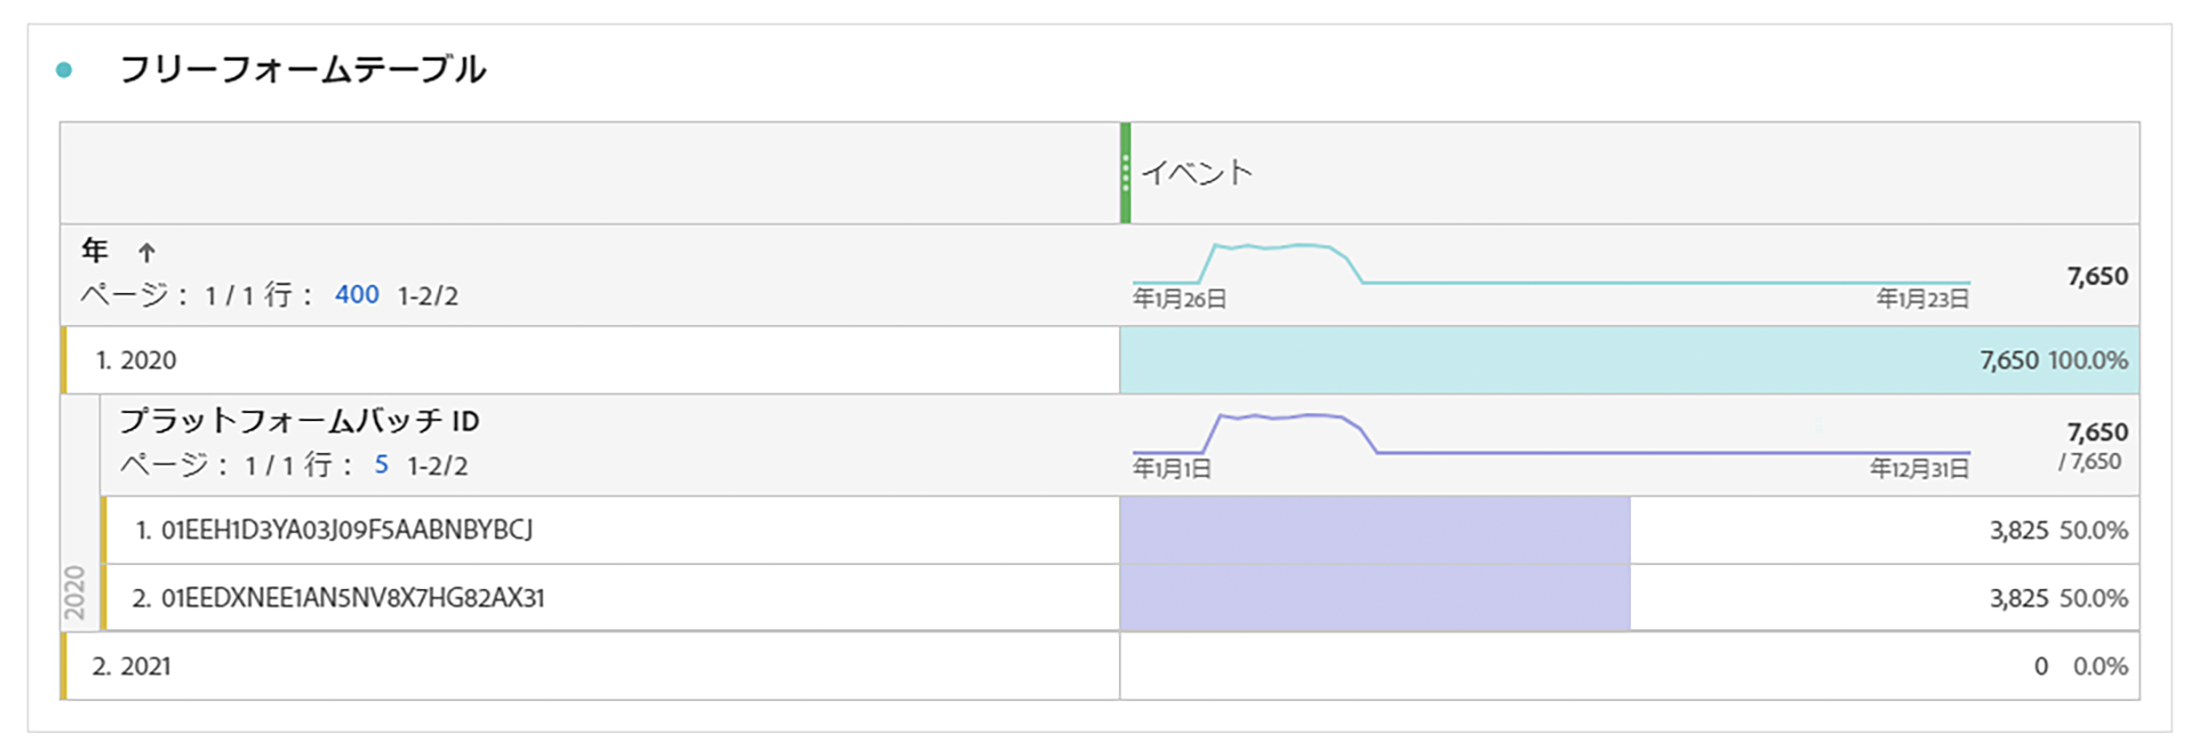 フリーフォームテーブル
イベント
年 ↑
ページ： 1 / 1 行： 400 1-2/2
年1月26日 年1月23日
7,650
1. 2020 7,650 100.0%
プラットフォームバッチ ID
ページ： 1 / 1 行： 5 1-2/2
年1月1日 年12月31日
7,650
/ 7,650
2020
1. 01EEH1D3YA03J09F5AABNBYBCJ 3,825 50.0%
2. 01EEDXNEE1AN5NV8X7HG82AX31 3,825 50.0%
2. 2021 0 0.0%